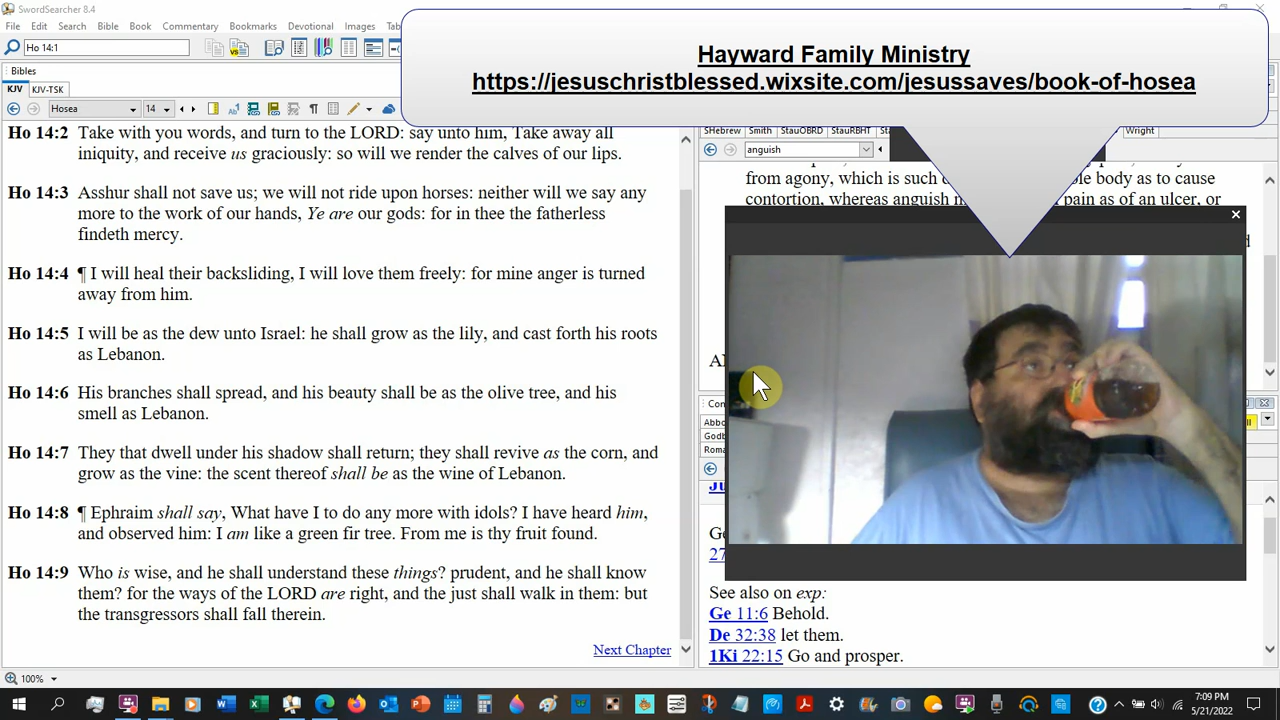 SwordSearcher 8.4
File Edit Search Bible Book Commentary Bookmarks Devotional Images
Hayward Family Ministry
https://jesuschristblessed.wixsite.com/jesussaves/book-of-hosea
Ho 14:1
Bibles
KJV KJV-TSK
Hosea 14
SHebrew Smith StauOBRD StauRBHT Wright
anguish
Ho 14:2 Take with you words, and turn to the LORD: say unto him, Take away all
iniquity, and receive us graciously: so will we render the calves of our lips.
Ho 14:3 Asshur shall not save us; we will not ride upon horses: neither will we say any
more to the work of our hands, Ye are our gods: for in thee the fatherless
findeth mercy.
Ho 14:4 ¶ I will heal their backsliding, I will love them freely: for mine anger is turned
away from him.
Ho 14:5 I will be as the dew unto Israel: he shall grow as the lily, and cast forth his roots
as Lebanon.
Ho 14:6 His branches shall spread, and his beauty shall be as the olive tree, and his
smell as Lebanon.
Ho 14:7 They that dwell under his shadow shall return; they shall revive as the corn, and
grow as the vine: the scent thereof shall be as the wine of Lebanon.
Ho 14:8 ¶ Ephraim shall say, What have I to do any more with idols? I have heard him,
and observed him: I am like a green fir tree. From me is thy fruit found.
Ho 14:9 Who is wise, and he shall understand these things? prudent, and he shall know
them? for the ways of the LORD are right, and the just shall walk in them: but
the transgressors shall fall therein.
Next Chapter
100%
from agony, which is such body as to cause
contortion, whereas anguish pain as of an ulcer, or
See also on exp:
Ge 11:6 Behold.
De 32:38 let them.
1Ki 22:15 Go and prosper.
7:09 PM
5/21/2022